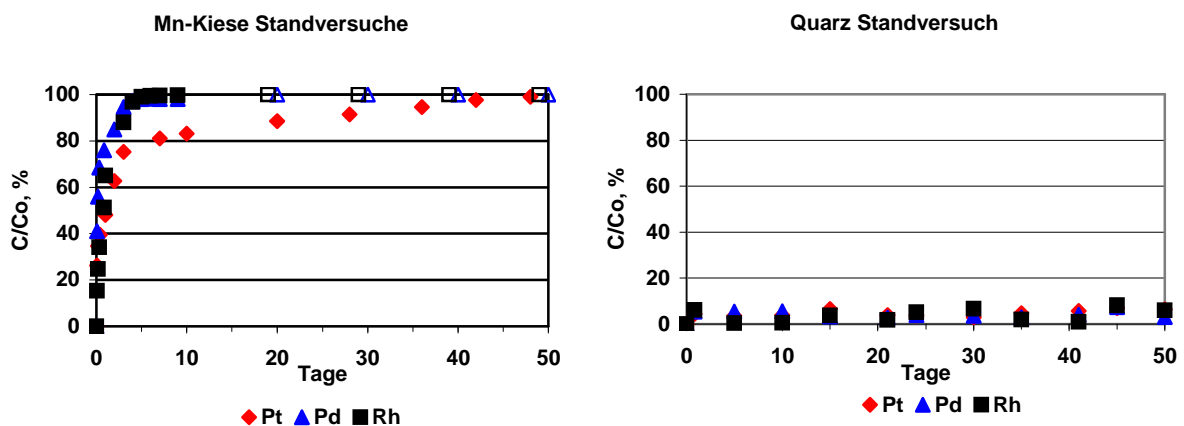 Mn-Kiese Standversuche
C/Co, %
100
80
60
40
20
0
0 10 20 30 40 50
Tage
Pt Pd Rh
Quarz Standversuch
C/Co, %
100
80
60
40
20
0
0 10 20 30 40 50
Tage
Pt Pd Rh